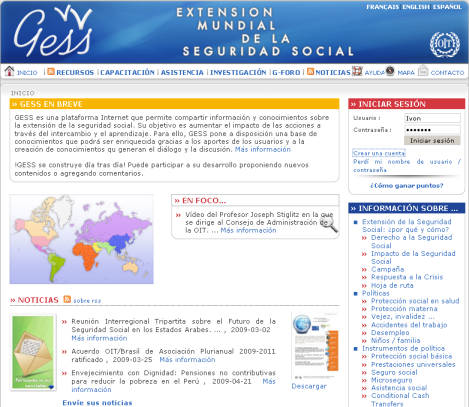 FRANÇAIS ENGLISH ESPAÑOL
Gess
EXTENSION
MUNDIAL
DE LA
SEGURIDAD SOCIAL
INICIO | RECURSOS | CAPACITACIÓN | ASISTENCIA | INVESTIGACIÓN | G-FORO | NOTICIAS AYUDA MAPA CONTACTO
INICIO
›› GESS EN BREVE
GESS es una plataforma Internet que permite compartir información y conocimientos sobre
la extensión de la seguridad social. Su objetivo es aumentar el impacto de las acciones a
través del intercambio y el aprendizaje. Para ello, GESS pone a disposición una base de
conocimientos que podrá ser enriquecida gracias a los aportes de los usuarios y a la
creación de conocimientos qu generan el diálogo y la discusión. Más información
!GESS se construye día tras día! Puede participar a su desarrollo proponiendo nuevos
contenidos o agregando comentarios.
›› INICIAR SESIÓN
Usuario : Ivon
Contraseña : •••••••
Iniciar sesión
Crear una cuenta
Perdí mi nombre de usuario /
contraseña
¿Cómo ganar puntos?
›› EN FOCO...
›› Vídeo del Profesor Joseph Stiglitz en la que
se dirige al Consejo de Administración de
la OIT. ... Más información
›› NOTICIAS sobre rss
›› Reunión Interregional Tripartita sobre el Futuro de la
Seguridad Social en los Estados Arabes. ... , 2009-03-02
Más información
›› Acuerdo OIT/Brasil de Asociación Plurianual 2009-2011
ratificado , 2009-03-25 Más información
›› Envejecimiento con Dignidad: Pensiones no contributivas
para reducir la pobreza en el Perú , 2009-04-21 Más
información
Envíe sus noticias
Descargar
›› INFORMACIÓN SOBRE ...
Extensión de la Seguridad
Social: ¿por qué y cómo?
›› Derecho a la Seguridad
Social
›› Impacto de la Seguridad
Social
›› Campaña
›› Respuesta a la Crisis
›› Hoja de ruta
Políticas
›› Protección social en salud
›› Protección materna
›› Vejez, invalidez ...
›› Accidentes del trabajo
›› Desempleo
›› Niños / familia
Instrumentos de política
›› Protección social básica
›› Prestaciones universales
›› Seguro social
›› Microseguro
›› Asistencia social
›› Conditional Cash
Transfers